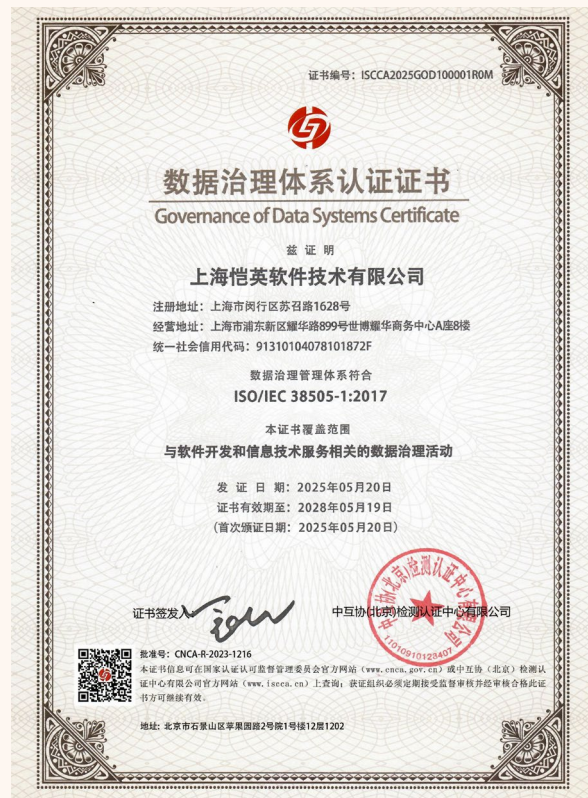 证书编号：ISCCA2025GOD100001R0M
数据治理体系认证证书
Governance of Data Systems Certificate
兹证明
上海恺英软件技术有限公司
注册地址：上海市闵行区苏召路1628号
经营地址：上海市浦东新区耀华路899号世博耀华商务中心A座8楼
统一社会信用代码：91310104078101872F
数据治理管理体系符合
ISO/IEC 38505-1:2017
本证书覆盖范围
与软件开发和信息技术服务相关的数据治理活动
发证日期：2025年05月20日
证书有效期至：2028年05月19日
(首次颁证日期：2025年05月20日)
证书签发人：
中互协(北京)检测认证中心有限公司
中互协(北京)检测认证中心有限公司
11010910123407
批准号：CNCA-R-2023-1216
本证书信息可在国家认证认可监督管理委员会官方网站（www.cnca.gov.cn）或中互协（北京）检测认
证中心有限公司官方网站（www.iseca.cn）上查询；获证组织必须定期接受监督审核并经审核合格此证
书方可继续有效。
地址：北京市石景山区苹果园路2号院1号楼12层1202